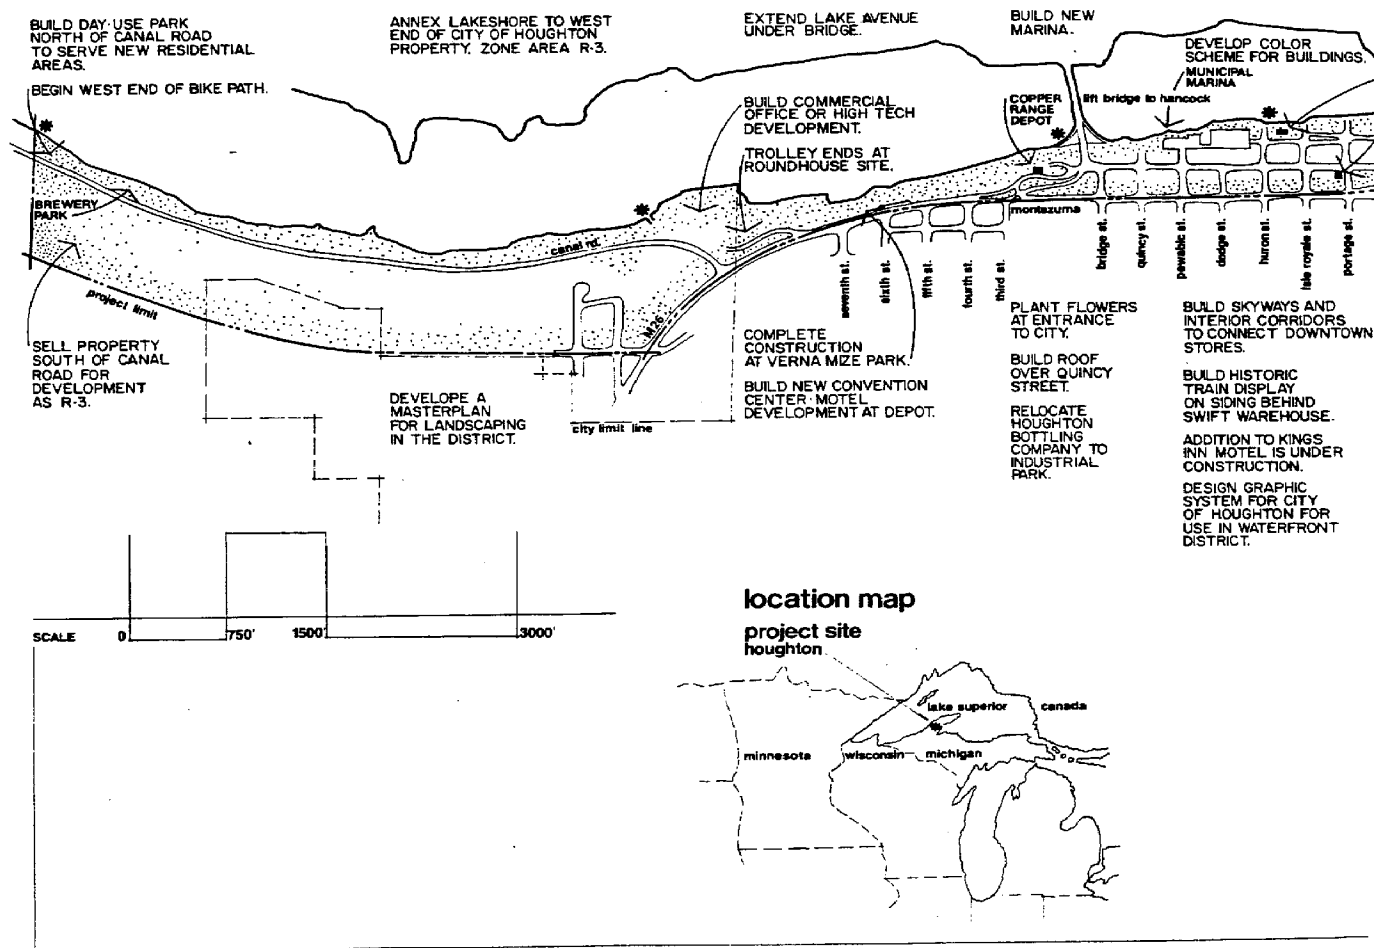 BUILD DAY-USE PARK
NORTH OF CANAL ROAD
TO SERVE NEW RESIDENTIAL
AREAS.
BEGIN WEST END OF BIKE PATH.
ANNEX LAKESHORE TO WEST
END OF CITY OF HOUGHTON
PROPERTY. ZONE AREA R-3.
EXTEND LAKE AVENUE
UNDER BRIDGE.
BUILD NEW
MARINA.
DEVELOP COLOR
SCHEME FOR BUILDINGS.
MUNICIPAL
MARINA
lift bridge to hancock
COPPER
RANGE
DEPOT
BUILD COMMERCIAL
OFFICE OR HIGH TECH
DEVELOPMENT.
TROLLEY ENDS AT
ROUNDHOUSE SITE.
BREWERY
PARK
canal rd.
project limit
M 26
montezuma
seventh st.
sixth st.
fifth st.
fourth st.
third st.
bridge st.
quincy st.
pewabic st.
dodge st.
huron st.
isle royale st.
portage st.
SELL PROPERTY
SOUTH OF CANAL
ROAD FOR
DEVELOPMENT
AS R-3.
DEVELOPE A
MASTERPLAN
FOR LANDSCAPING
IN THE DISTRICT.
city limit line
COMPLETE
CONSTRUCTION
AT VERNA MIZE PARK.
BUILD NEW CONVENTION
CENTER-MOTEL
DEVELOPMENT AT DEPOT.
PLANT FLOWERS
AT ENTRANCE
TO CITY.
BUILD ROOF
OVER QUINCY
STREET.
RELOCATE
HOUGHTON
BOTTLING
COMPANY TO
INDUSTRIAL
PARK.
BUILD SKYWAYS AND
INTERIOR CORRIDORS
TO CONNECT DOWNTOWN
STORES.
BUILD HISTORIC
TRAIN DISPLAY
ON SIDING BEHIND
SWIFT WAREHOUSE.
ADDITION TO KINGS
INN MOTEL IS UNDER
CONSTRUCTION.
DESIGN GRAPHIC
SYSTEM FOR CITY
OF HOUGHTON FOR
USE IN WATERFRONT
DISTRICT.
SCALE 0 750' 1500' 3000'
location map
project site
houghton
lake superior
canada
minnesota
wisconsin
michigan